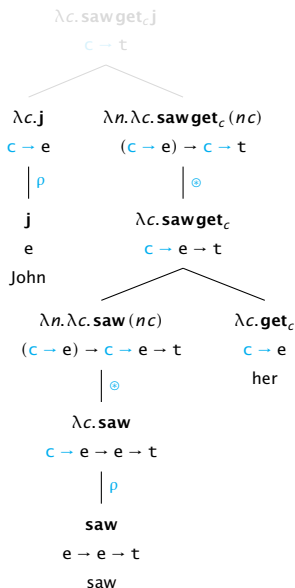 λc. saw get_c j
c → t
λc. j λn. λc. saw get_c (n c)
c → e (c → e) → c → t
ρ ⊛
j λc. saw get_c
e c → e → t
John
λn. λc. saw (n c) λc. get_c
(c → e) → c → e → t c → e
her
⊛
λc. saw
c → e → e → t
ρ
saw
e → e → t
saw